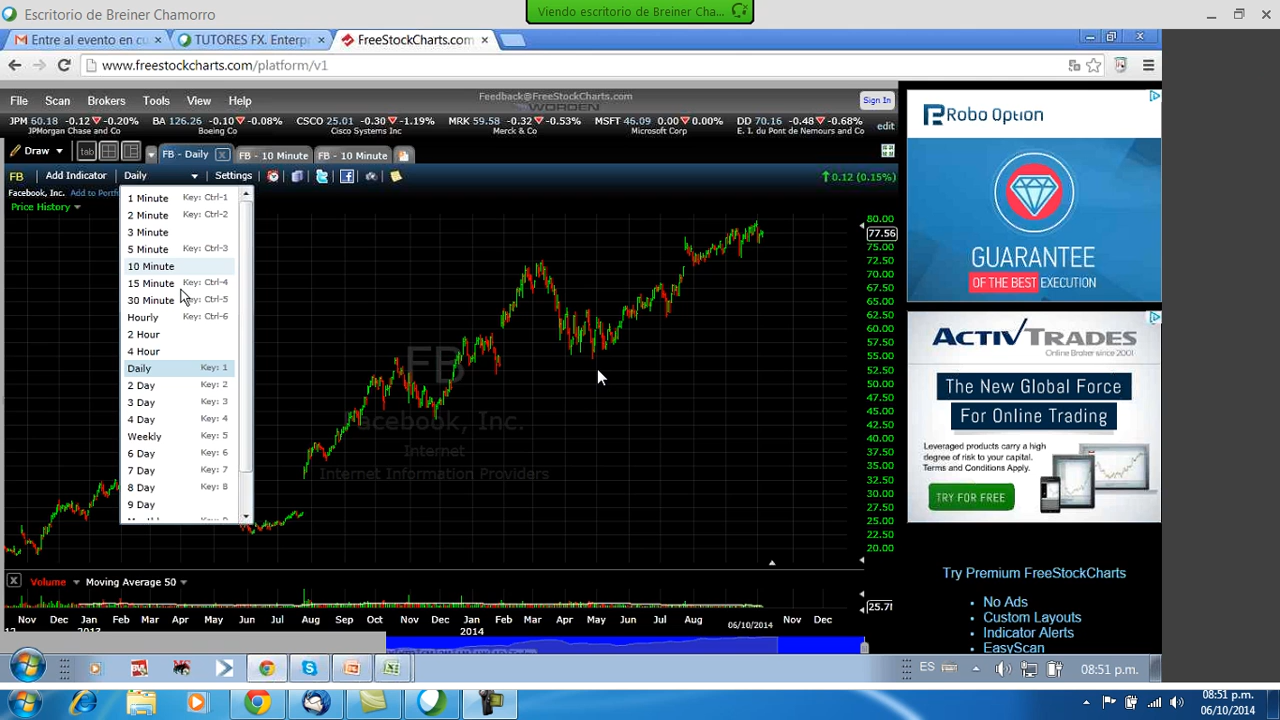 Escritorio de Breiner Chamorro
Viendo escritorio de Breiner Cha...
Entre al evento en cu
TUTORES FX. Enterpr
FreeStockCharts.com
www.freestockcharts.com/platform/v1
File Scan Brokers Tools View Help
Feedback@FreeStockCharts.com
WORDEN
Sign In
JPM 60.18 -0.12 -0.20%
JPMorgan Chase and Co
BA 126.26 -0.10 -0.08%
Boeing Co
CSCO 25.01 -0.30 -1.19%
Cisco Systems Inc
MRK 59.58 -0.32 -0.53%
Merck & Co
MSFT 46.09 0.00 0.00%
Microsoft Corp
DD 70.16 -0.48 -0.68%
E. I. du Pont de Nemours and Co
edit
Draw
tab
FB - Daily
FB - 10 Minute
FB - 10 Minute
FB Add Indicator Daily Settings
0.12 (0.15%)
Facebook, Inc. Add to Portf
Price History
1 Minute Key: Ctrl-1
2 Minute Key: Ctrl-2
3 Minute
5 Minute Key: Ctrl-3
10 Minute
15 Minute Key: Ctrl-4
30 Minute Key: Ctrl-5
Hourly Key: Ctrl-6
2 Hour
4 Hour
Daily Key: 1
2 Day Key: 2
3 Day Key: 3
4 Day Key: 4
Weekly Key: 5
6 Day Key: 6
7 Day Key: 7
8 Day Key: 8
9 Day
FB
Facebook, Inc.
Internet
Internet Information Providers
80.00
77.56
75.00
72.50
70.00
67.50
65.00
62.50
60.00
57.50
55.00
52.50
50.00
47.50
45.00
42.50
40.00
37.50
35.00
32.50
30.00
27.50
25.00
22.50
20.00
Volume Moving Average 50
25.7
Nov Dec Jan Feb Mar Apr May Jun Jul Aug Sep Oct Nov Dec Jan Feb Mar Apr May Jun Jul Aug 06/10/2014 Nov Dec
2013
2014
Robo Option
GUARANTEE
OF THE BEST EXECUTION
ACTIVTRADES
Online Broker since 2001
The New Global Force
For Online Trading
Leveraged products carry a high
degree of risk to your capital.
Terms and Conditions Apply.
TRY FOR FREE
Try Premium FreeStockCharts
No Ads
Custom Layouts
Indicator Alerts
EasyScan
ES
08:51 p.m.
08:51 p.m.
06/10/2014